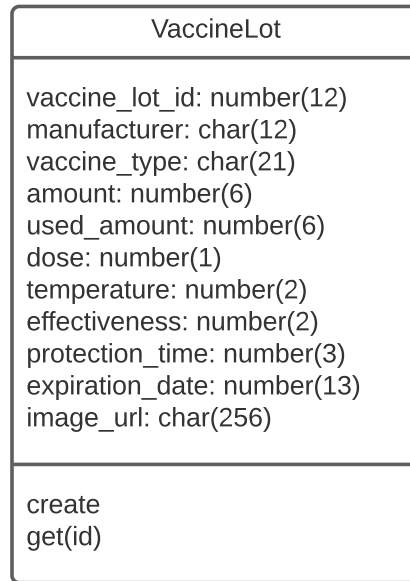 VaccineLot
vaccine_lot_id: number(12)
manufacturer: char(12)
vaccine_type: char(21)
amount: number(6)
used_amount: number(6)
dose: number(1)
temperature: number(2)
effectiveness: number(2)
protection_time: number(3)
expiration_date: number(13)
image_url: char(256)
create
get(id)